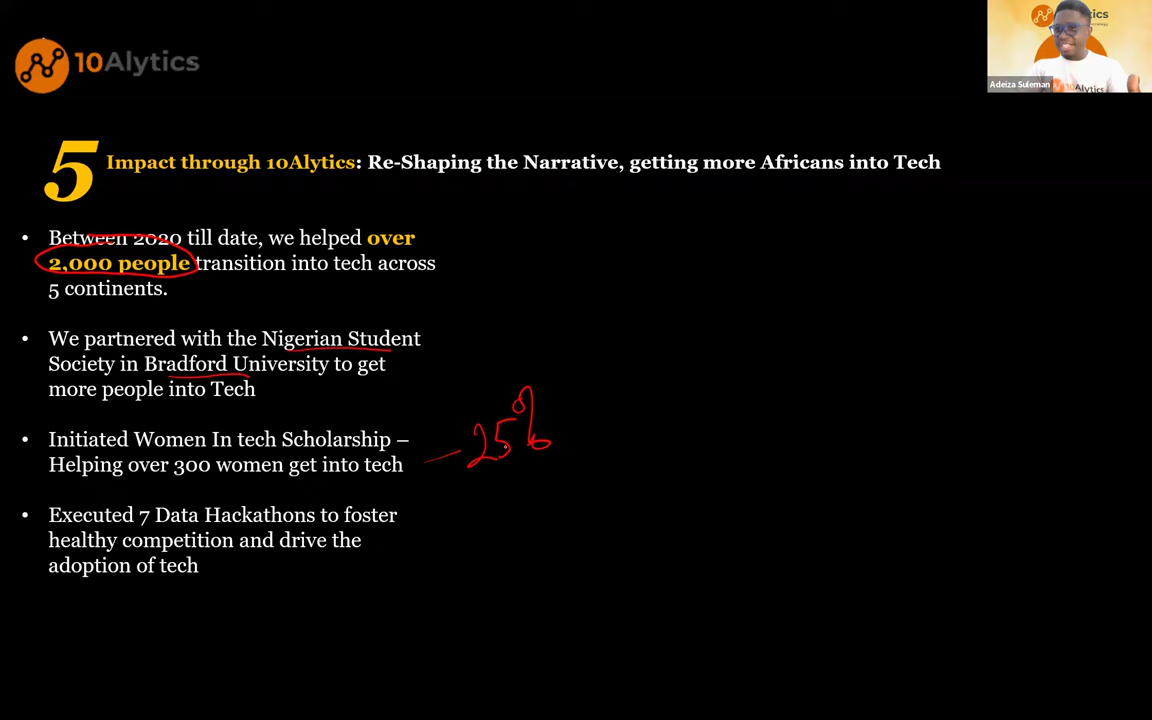 10Alytics
tics
Adeiza Suleman
Alytics
5
Impact through 10Alytics: Re-Shaping the Narrative, getting more Africans into Tech
• Between 2020 till date, we helped over
2,000 people transition into tech across
5 continents.
• We partnered with the Nigerian Student
Society in Bradford University to get
more people into Tech
• Initiated Women In tech Scholarship –
Helping over 300 women get into tech
– 25%
• Executed 7 Data Hackathons to foster
healthy competition and drive the
adoption of tech